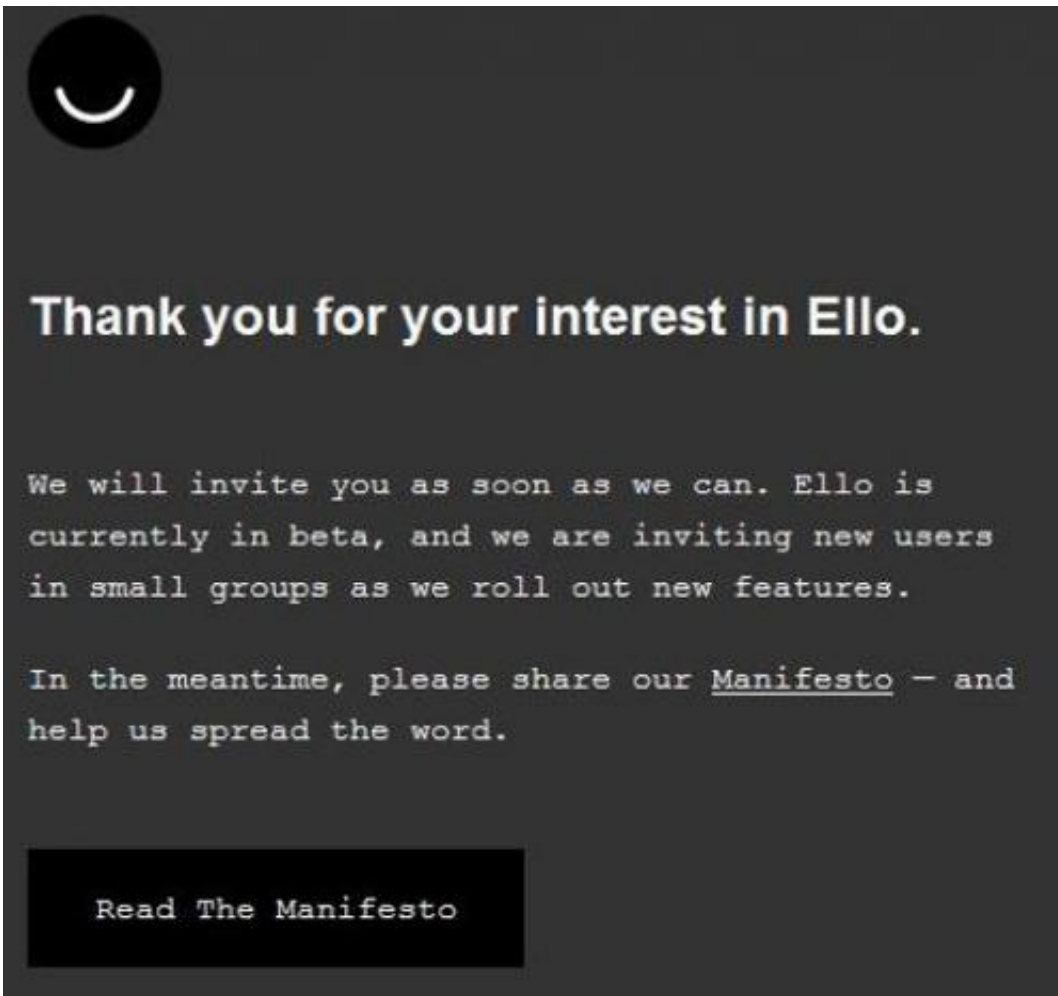 Thank you for your interest in Ello.
We will invite you as soon as we can. Ello is
currently in beta, and we are inviting new users
in small groups as we roll out new features.
In the meantime, please share our Manifesto — and
help us spread the word.
Read The Manifesto